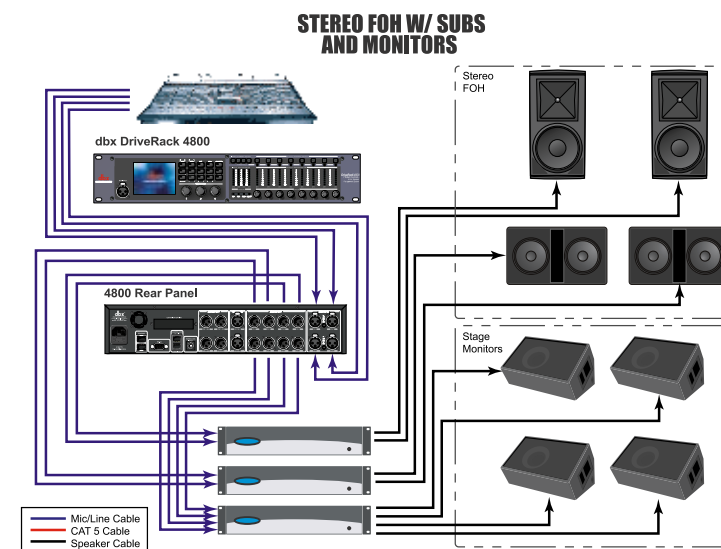 STEREO FOH W/ SUBS
AND MONITORS
Stereo
FOH
dbx DriveRack 4800
4800 Rear Panel
dbx
Stage
Monitors
Mic/Line Cable
CAT 5 Cable
Speaker Cable